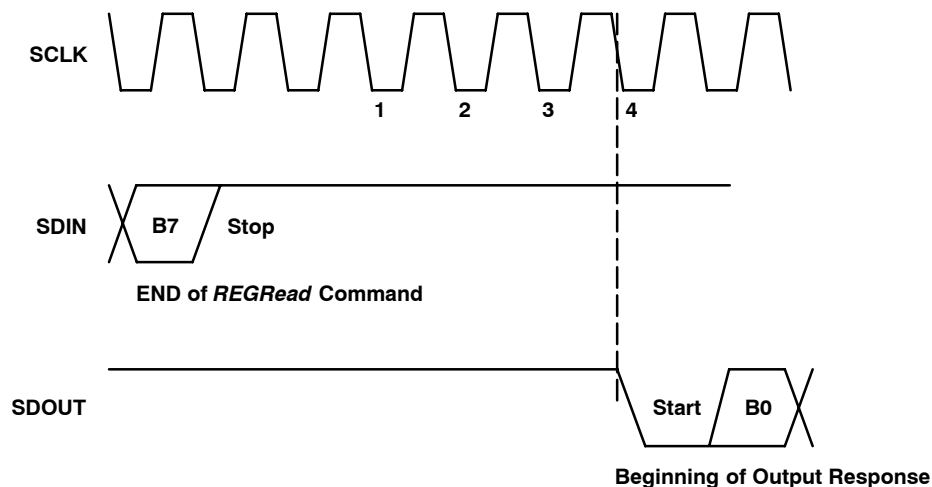 SCLK
1 2 3 4
SDIN B7 Stop
END of REGRead Command
SDOUT Start B0
Beginning of Output Response